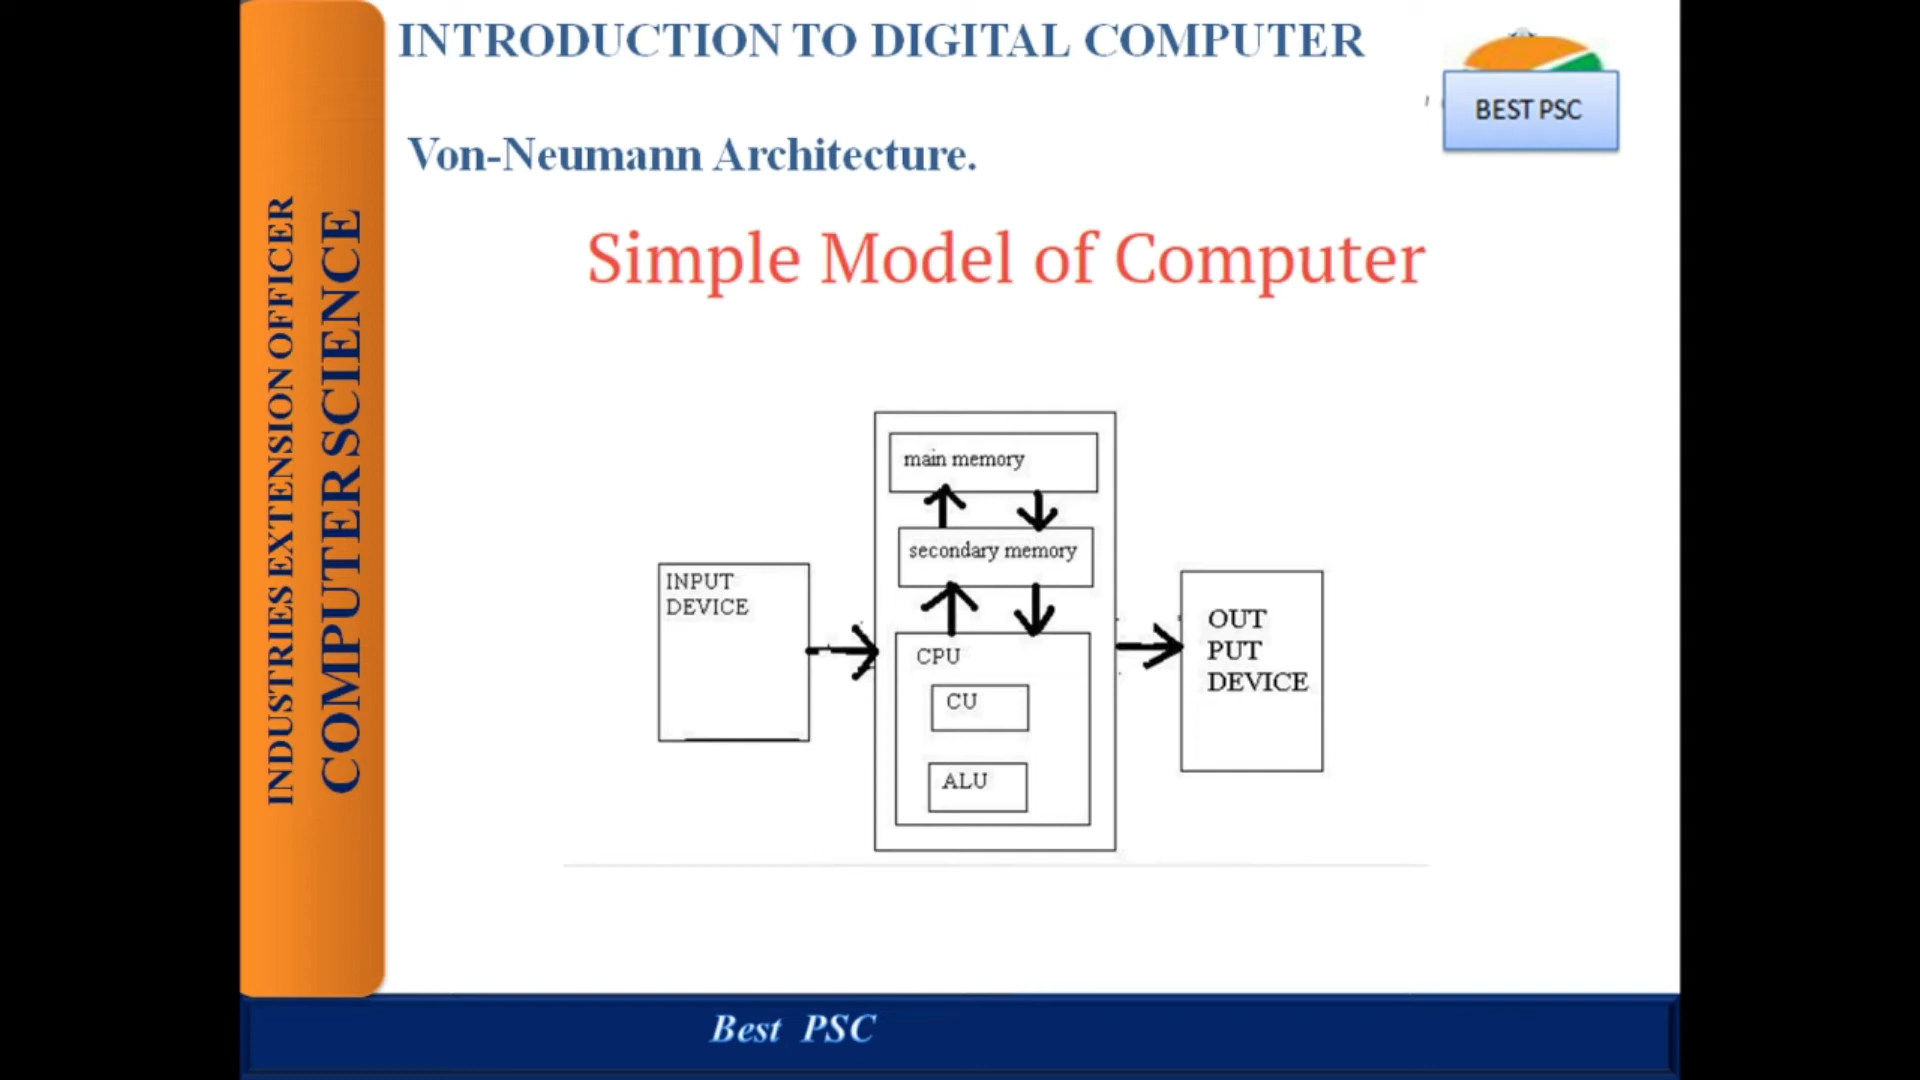 INTRODUCTION TO DIGITAL COMPUTER
BEST PSC
Von-Neumann Architecture.
Simple Model of Computer
INDUSTRIES EXTENSION OFFICER
COMPUTER SCIENCE
main memory
secondary memory
INPUT
DEVICE
CPU
CU
ALU
OUT
PUT
DEVICE
Best PSC